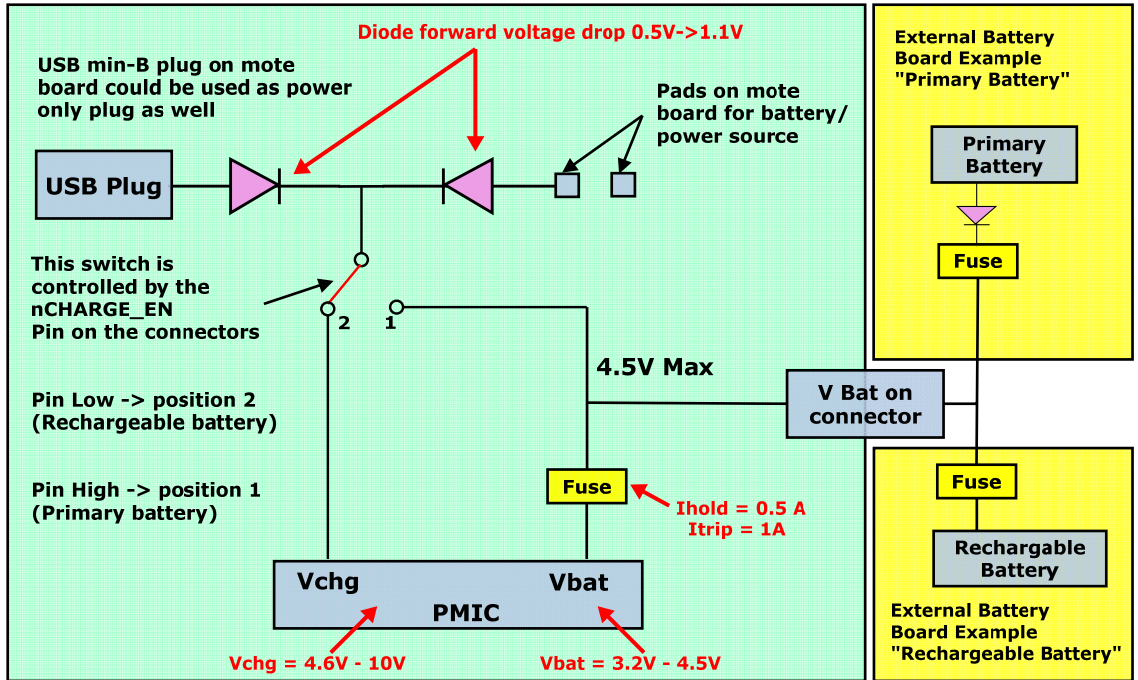 Diode forward voltage drop 0.5V->1.1V
USB min-B plug on mote
board could be used as power
only plug as well
Pads on mote
board for battery/
power source
USB Plug
This switch is
controlled by the
nCHARGE_EN
Pin on the connectors
2
1
4.5V Max
Pin Low -> position 2
(Rechargeable battery)
Pin High -> position 1
(Primary battery)
Fuse
Ihold = 0.5 A
Itrip = 1A
Vchg
Vbat
PMIC
Vchg = 4.6V - 10V
Vbat = 3.2V - 4.5V
V Bat on
connector
External Battery
Board Example
"Primary Battery"
Primary
Battery
Fuse
Fuse
Rechargable
Battery
External Battery
Board Example
"Rechargeable Battery"